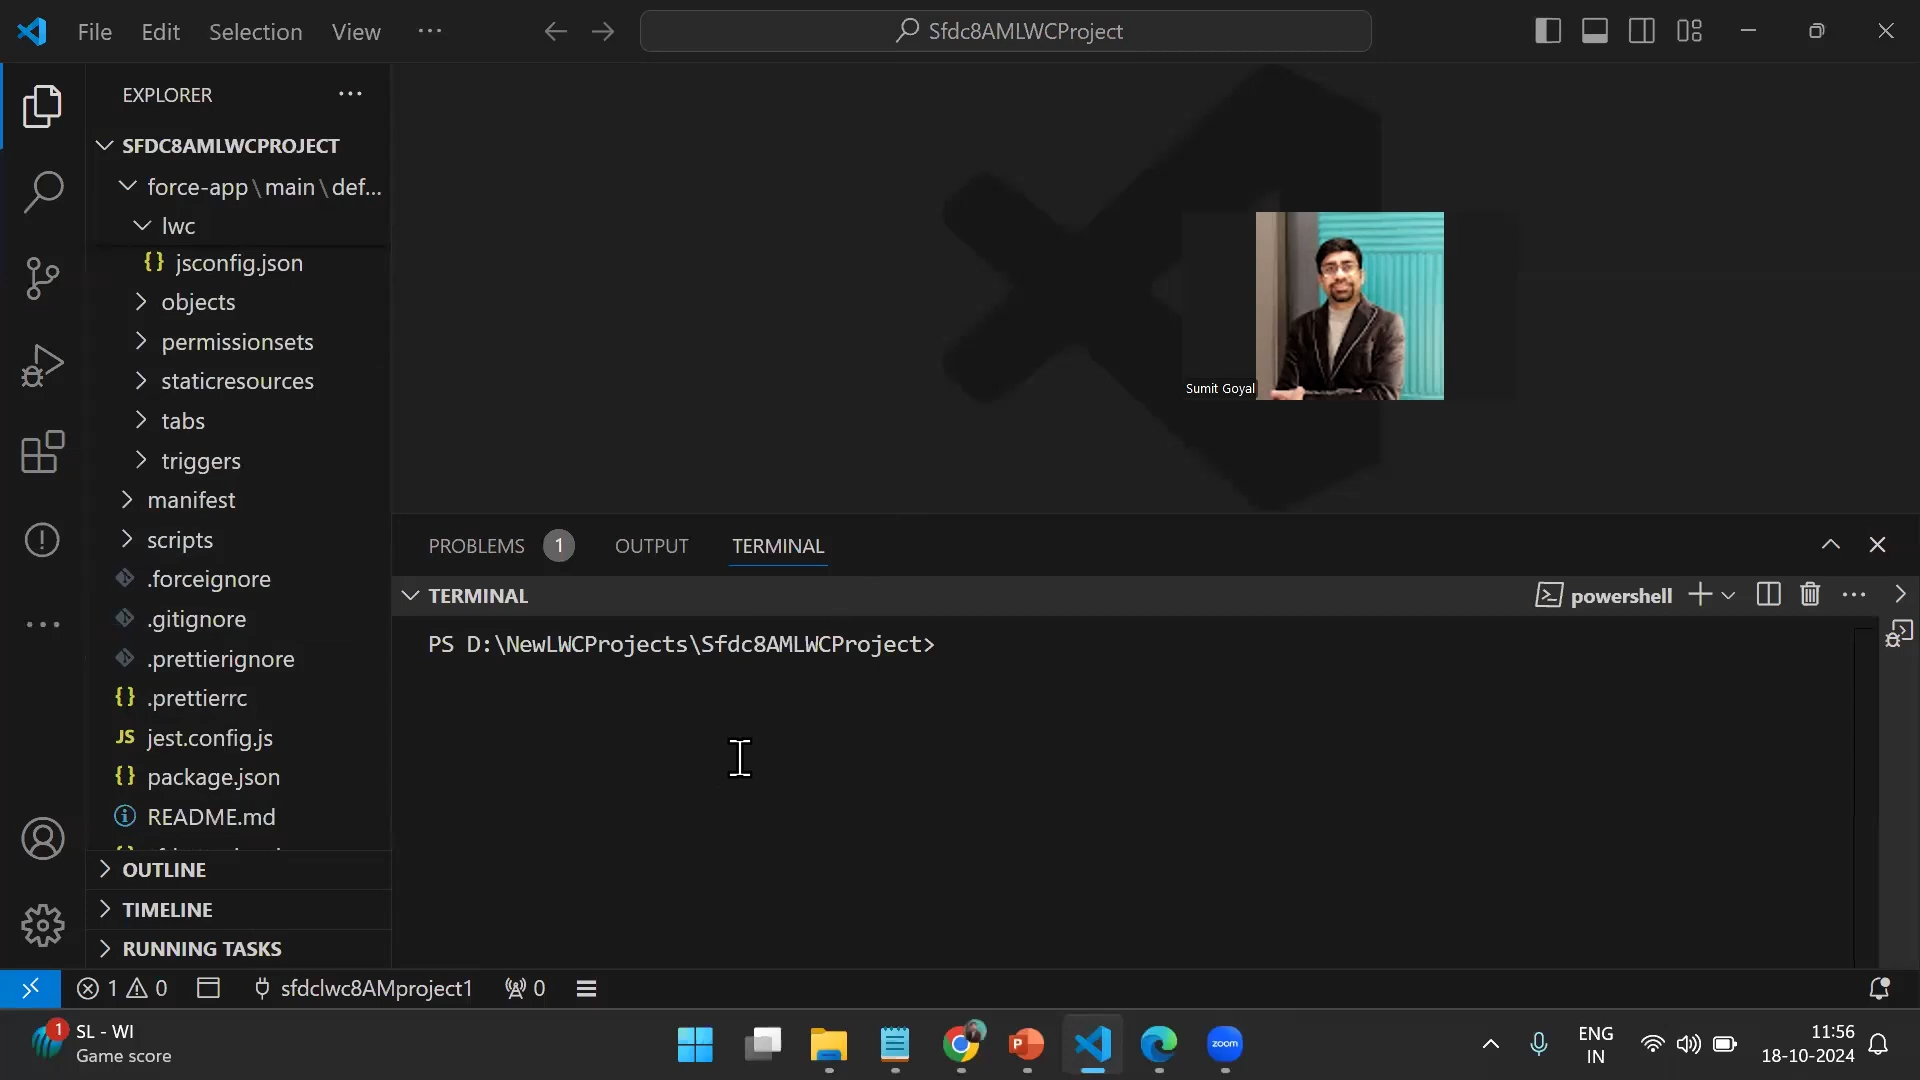 File Edit Selection View ···
Sfdc8AMLWCProject
EXPLORER
SFDC8AMLWCPROJECT
force-app\main\def...
lwc
{} jsconfig.json
objects
permissionsets
staticresources
tabs
triggers
manifest
scripts
.forceignore
.gitignore
.prettierignore
{} .prettierrc
JS jest.config.js
{} package.json
README.md
OUTLINE
TIMELINE
RUNNING TASKS
Sumit Goyal
PROBLEMS 1 OUTPUT TERMINAL
TERMINAL
powershell
PS D:\NewLWCProjects\Sfdc8AMLWCProject>
1 0 sfdclwc8AMproject1 0
1 SL - WI
Game score
P
zoom
ENG
IN
11:56
18-10-2024